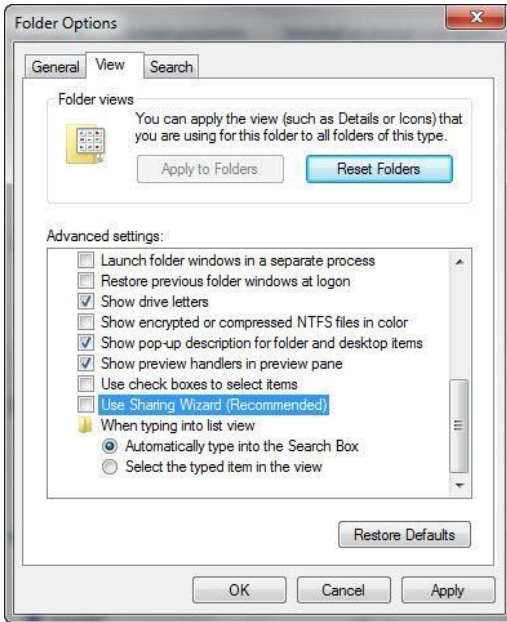 Folder Options
General
View
Search
Folder views
You can apply the view (such as Details or Icons) that
you are using for this folder to all folders of this type.
Apply to Folders
Reset Folders
Advanced settings:
Launch folder windows in a separate process
Restore previous folder windows at logon
Show drive letters
Show encrypted or compressed NTFS files in color
Show pop-up description for folder and desktop items
Show preview handlers in preview pane
Use check boxes to select items
Use Sharing Wizard (Recommended)
When typing into list view
Automatically type into the Search Box
Select the typed item in the view
Restore Defaults
OK
Cancel
Apply